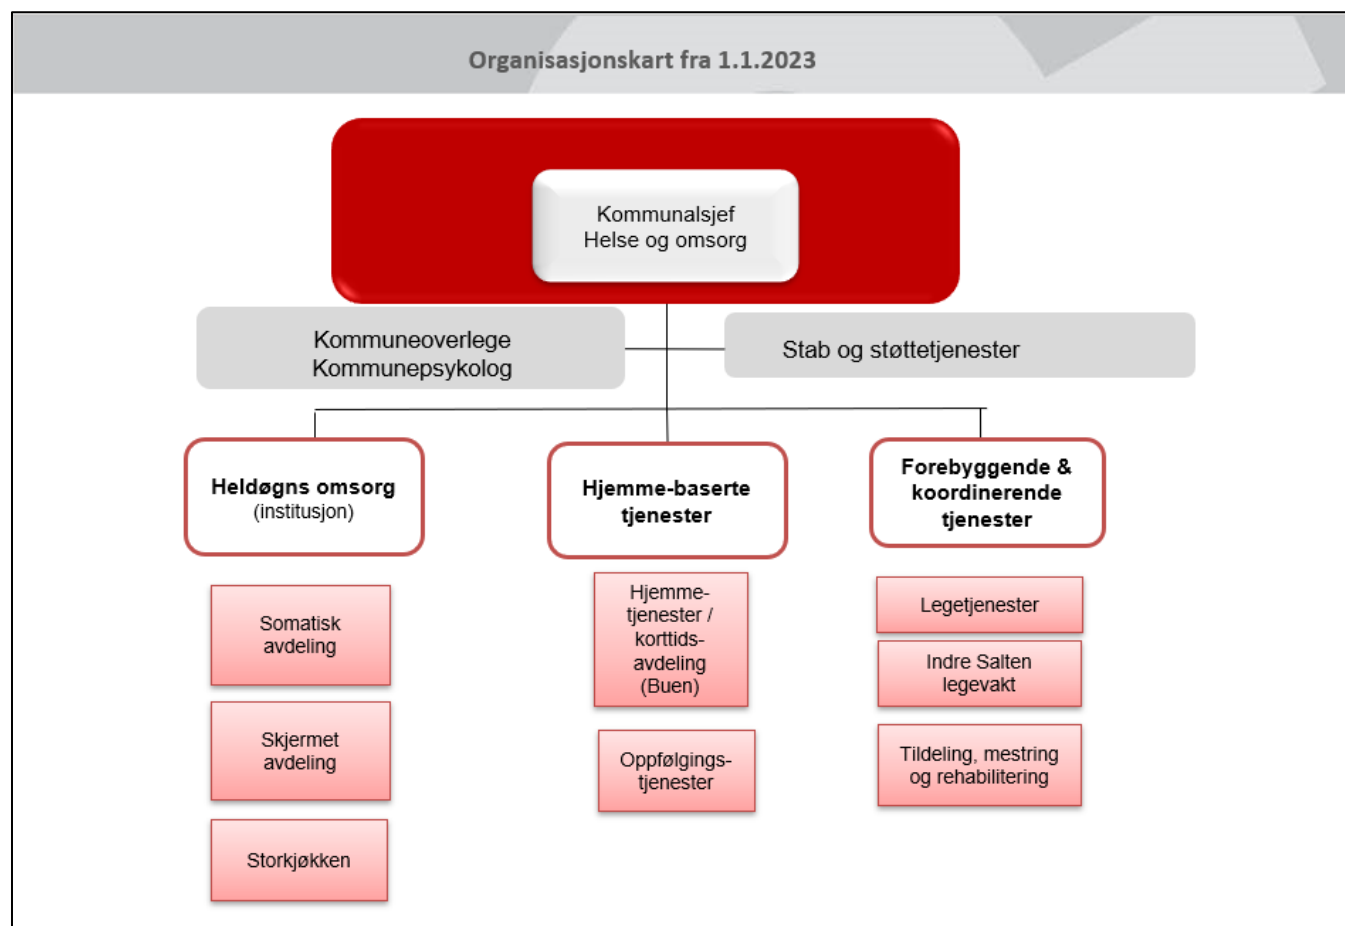 Organisasjonskart fra 1.1.2023
Kommunalsjef
Helse og omsorg
Kommuneoverlege
Kommunepsykolog
Stab og støttetjenester
Heldøgns omsorg
(institusjon)
Hjemme-baserte
tjenester
Forebyggende &
koordinerende
tjenester
Somatisk
avdeling
Skjermet
avdeling
Storkjøkken
Hjemme-
tjenester /
korttids-
avdeling
(Buen)
Oppfølgings-
tjenester
Legetjenester
Indre Salten
legevakt
Tildeling, mestring
og rehabilitering